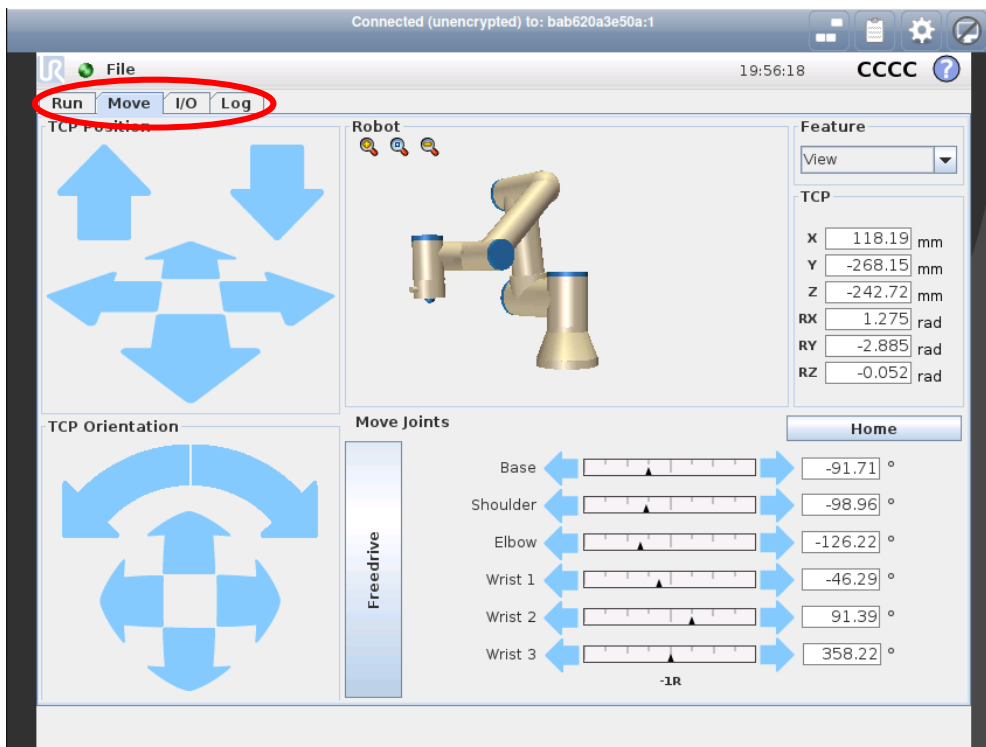 Connected (unencrypted) to: bab620a3e50a:1
File 19:56:18 CCCC ?
Run Move I/O Log
TCP Position Robot Feature
View
TCP
X 118.19 mm
Y -268.15 mm
Z -242.72 mm
RX 1.275 rad
RY -2.885 rad
RZ -0.052 rad
TCP Orientation Move Joints Home
Freedrive
Base -91.71 °
Shoulder -98.96 °
Elbow -126.22 °
Wrist 1 -46.29 °
Wrist 2 91.39 °
Wrist 3 358.22 °
-1R